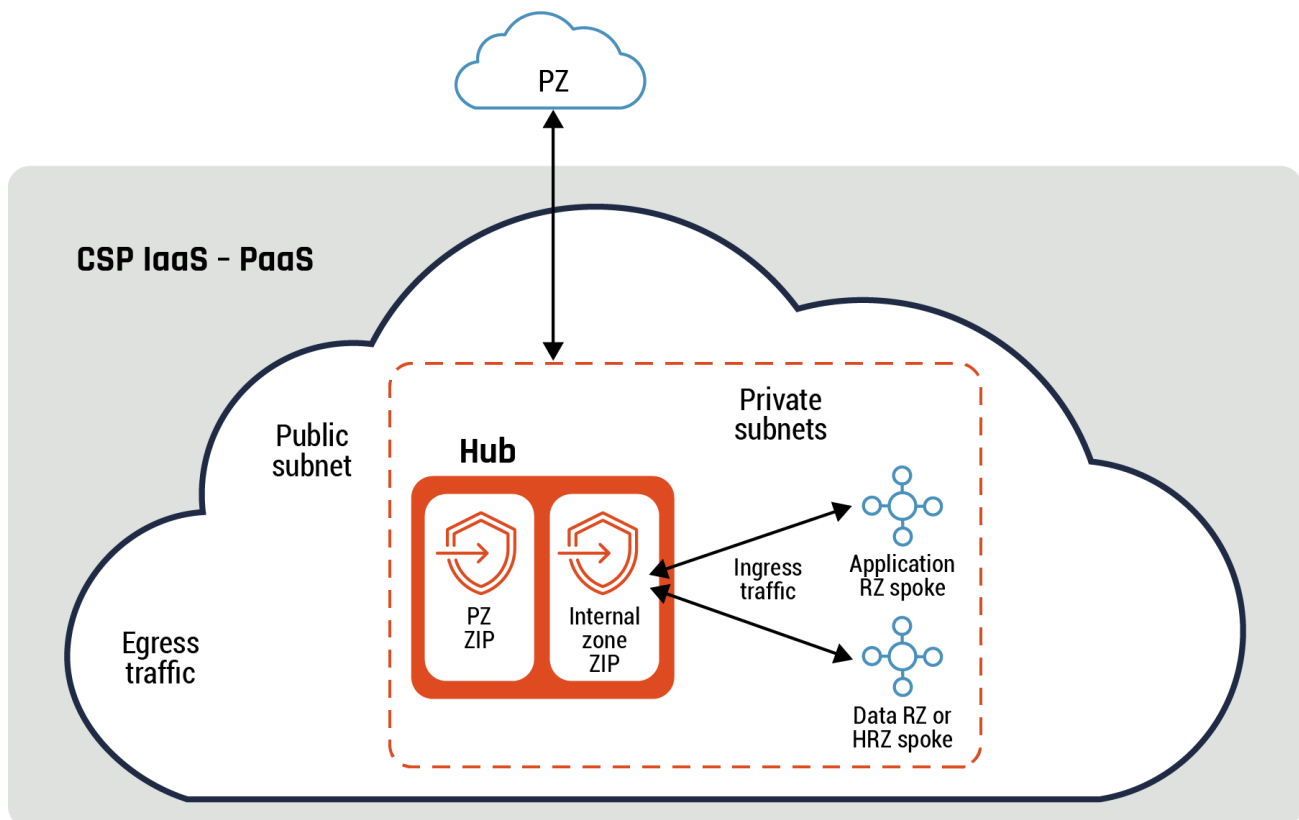 PZ
CSP IaaS – PaaS
Public
subnet
Private
subnets
Hub
PZ
ZIP
Internal
zone
ZIP
Ingress
traffic
Application
RZ spoke
Egress
traffic
Data RZ or
HRZ spoke